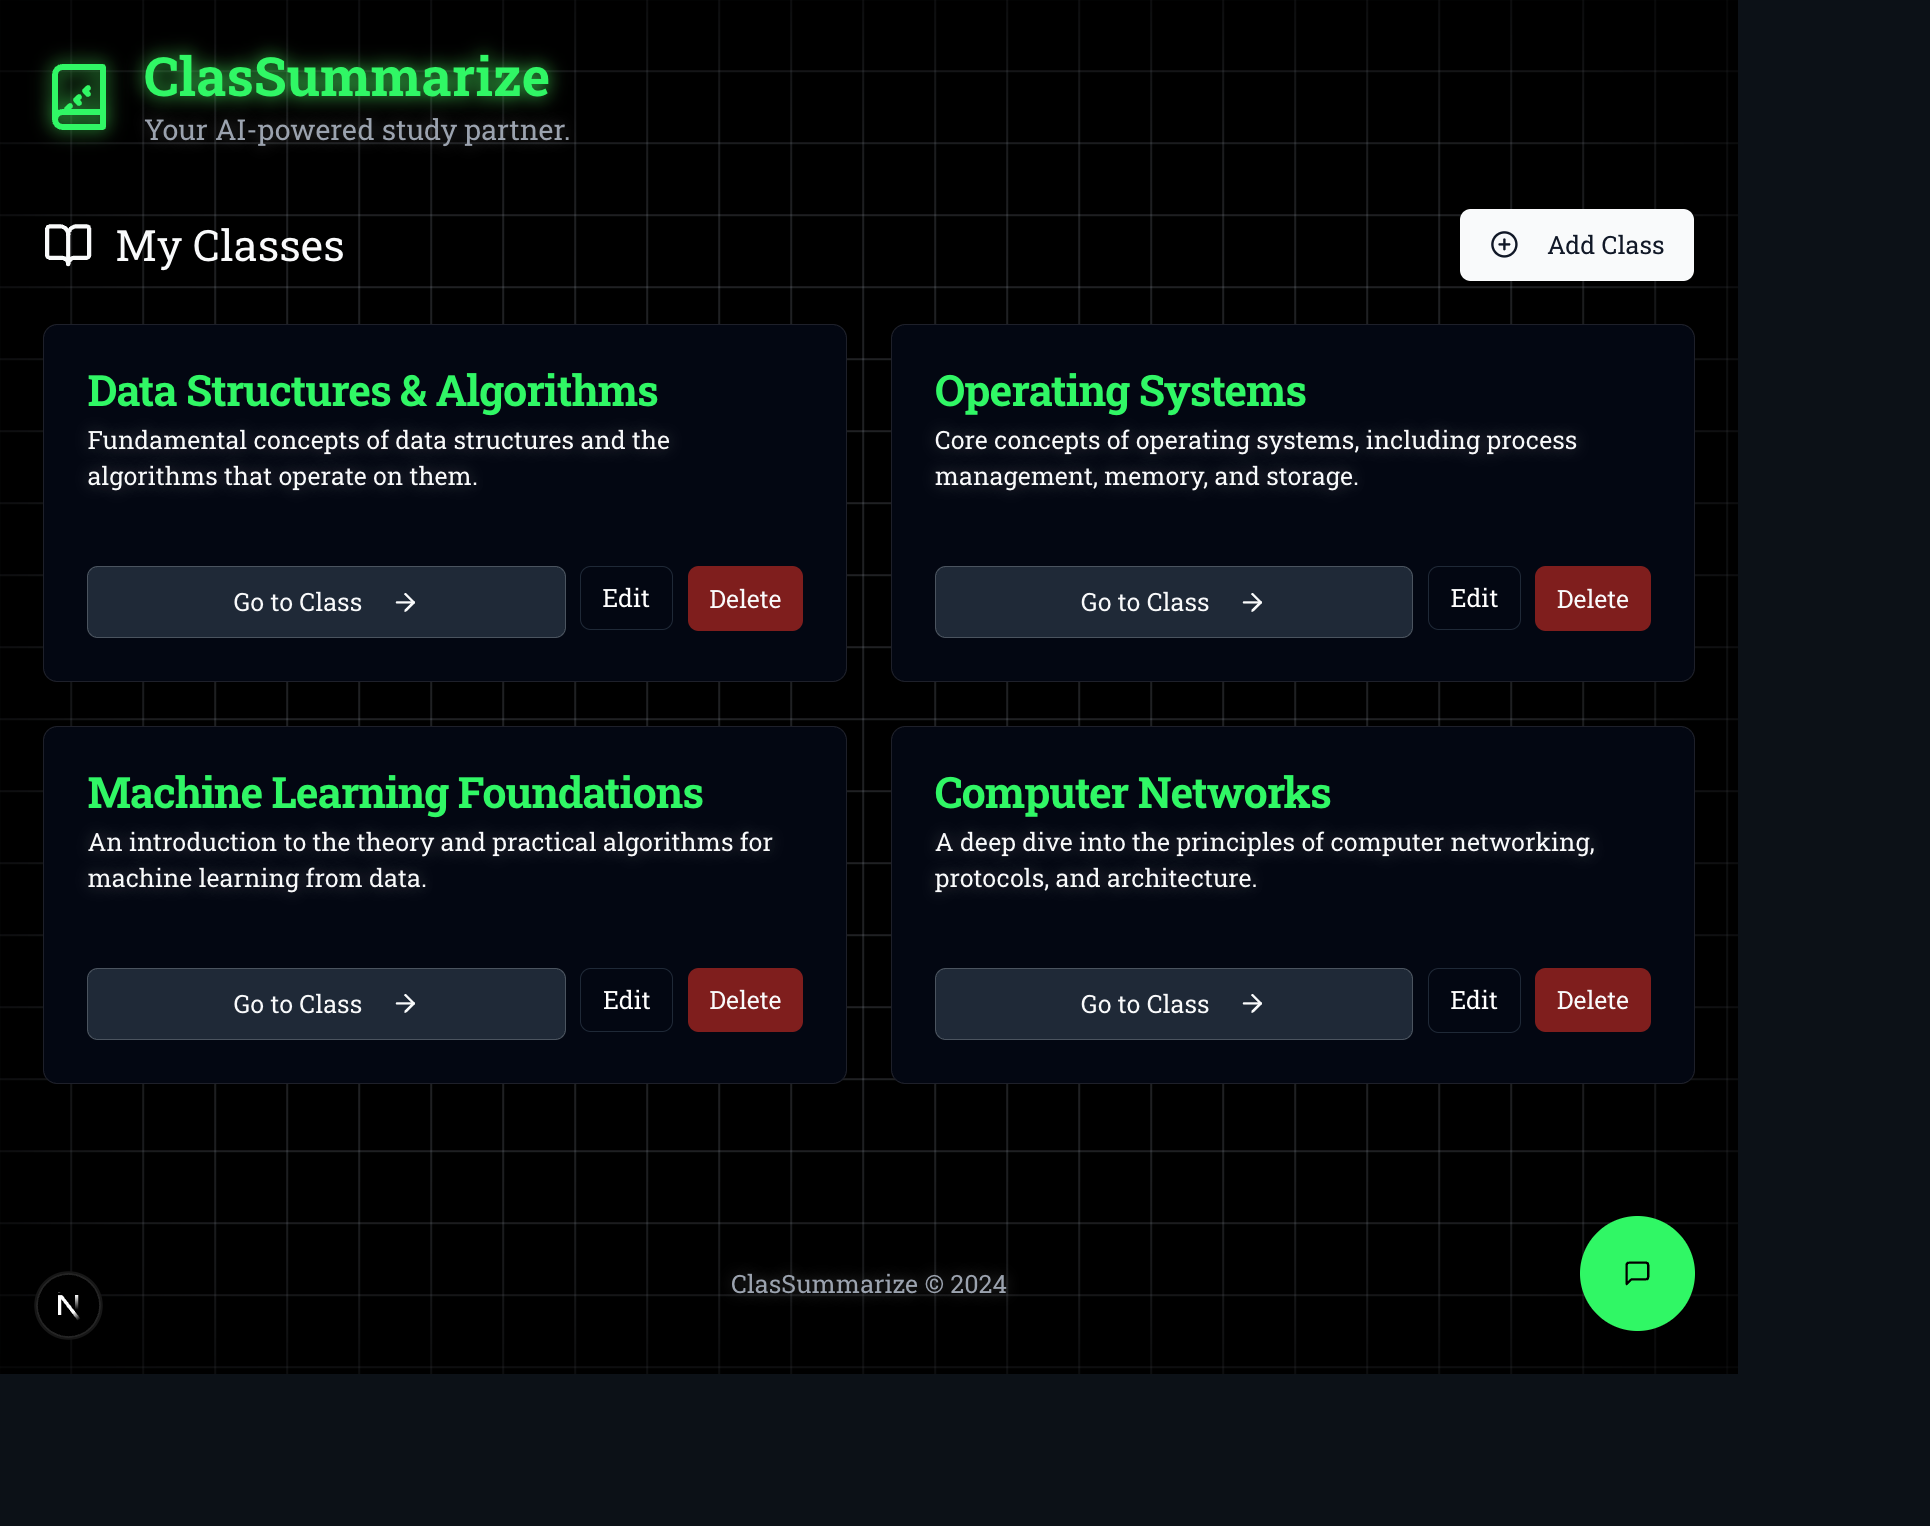 ClasSummarize
Your AI-powered study partner.
My Classes
Add Class
Data Structures & Algorithms
Fundamental concepts of data structures and the
algorithms that operate on them.
Go to Class
Edit
Delete
Operating Systems
Core concepts of operating systems, including process
management, memory, and storage.
Go to Class
Edit
Delete
Machine Learning Foundations
An introduction to the theory and practical algorithms for
machine learning from data.
Go to Class
Edit
Delete
Computer Networks
A deep dive into the principles of computer networking,
protocols, and architecture.
Go to Class
Edit
Delete
N
ClasSummarize © 2024